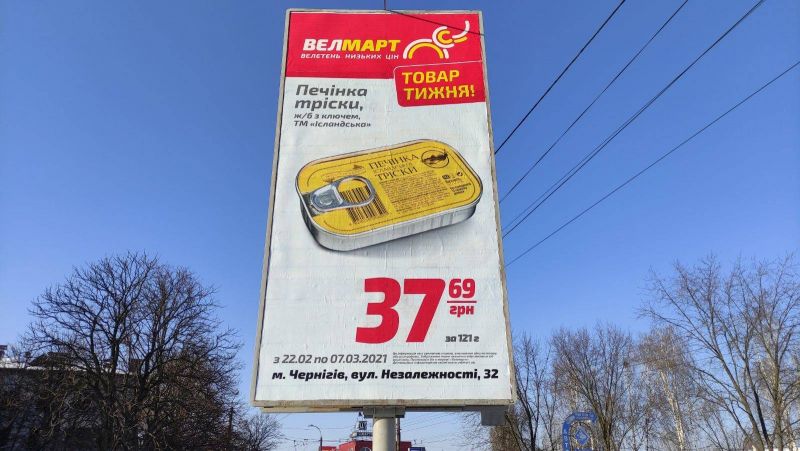 ВЕЛМАРТ
ВЕЛЕТЕНЬ НИЗЬКИХ ЦІН
ТОВАР
ТИЖНЯ!
Печінка
тріски,
ж/б з ключем,
ТМ «Ісландська»
ПЕЧІНКА
ТРІСКИ
37 69
грн
за 121 г
з 22.02 по 07.03.2021
м. Чернігів, вул. Незалежності, 32